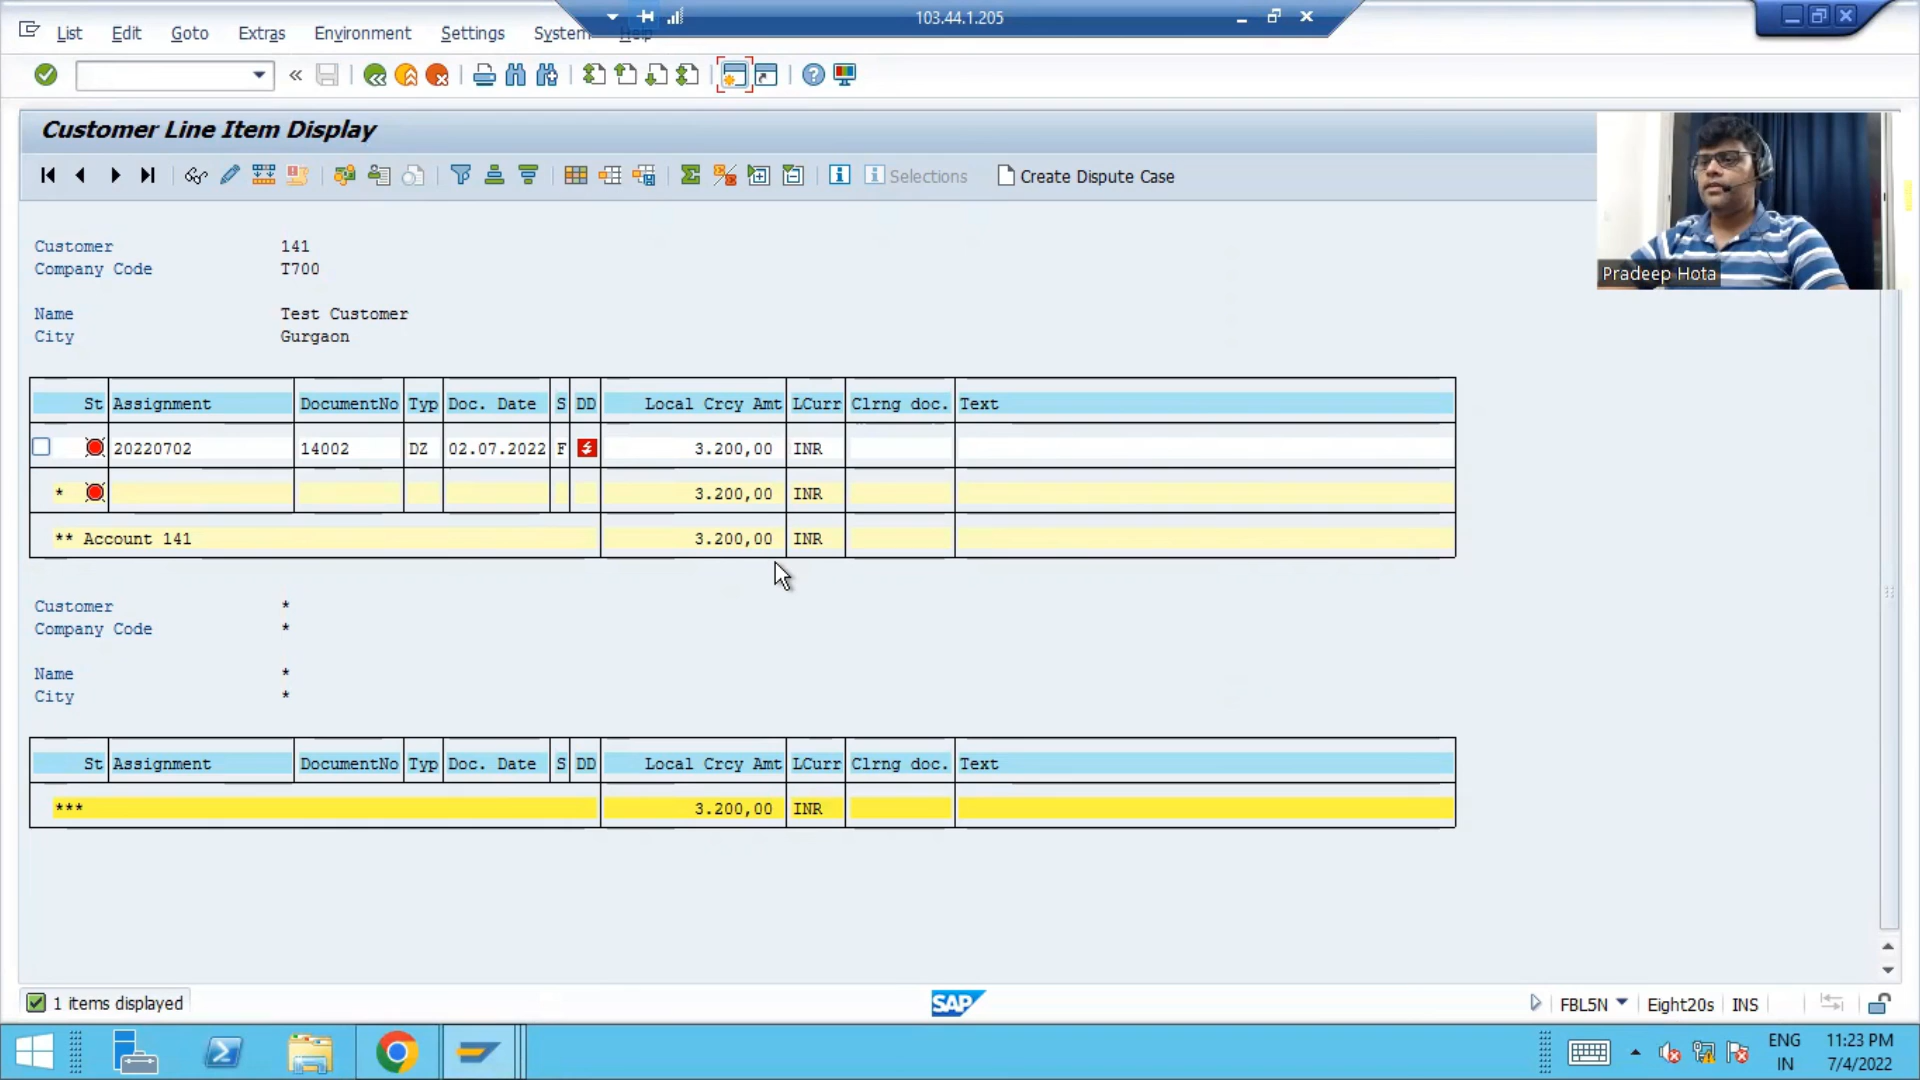 103.44.1.205
List Edit Goto Extras Environment Settings System Help
Customer Line Item Display
Selections Create Dispute Case
Pradeep Hota
Customer 141
Company Code T700
Name Test Customer
City Gurgaon
St Assignment DocumentNo Typ Doc. Date S DD Local Crcy Amt LCurr Clrng doc. Text
20220702 14002 DZ 02.07.2022 F 3.200,00 INR
* 3.200,00 INR
** Account 141 3.200,00 INR
Customer *
Company Code *
Name *
City *
St Assignment DocumentNo Typ Doc. Date S DD Local Crcy Amt LCurr Clrng doc. Text
*** 3.200,00 INR
1 items displayed
SAP
FBL5N Eight20s INS
ENG 11:23 PM
IN 7/4/2022